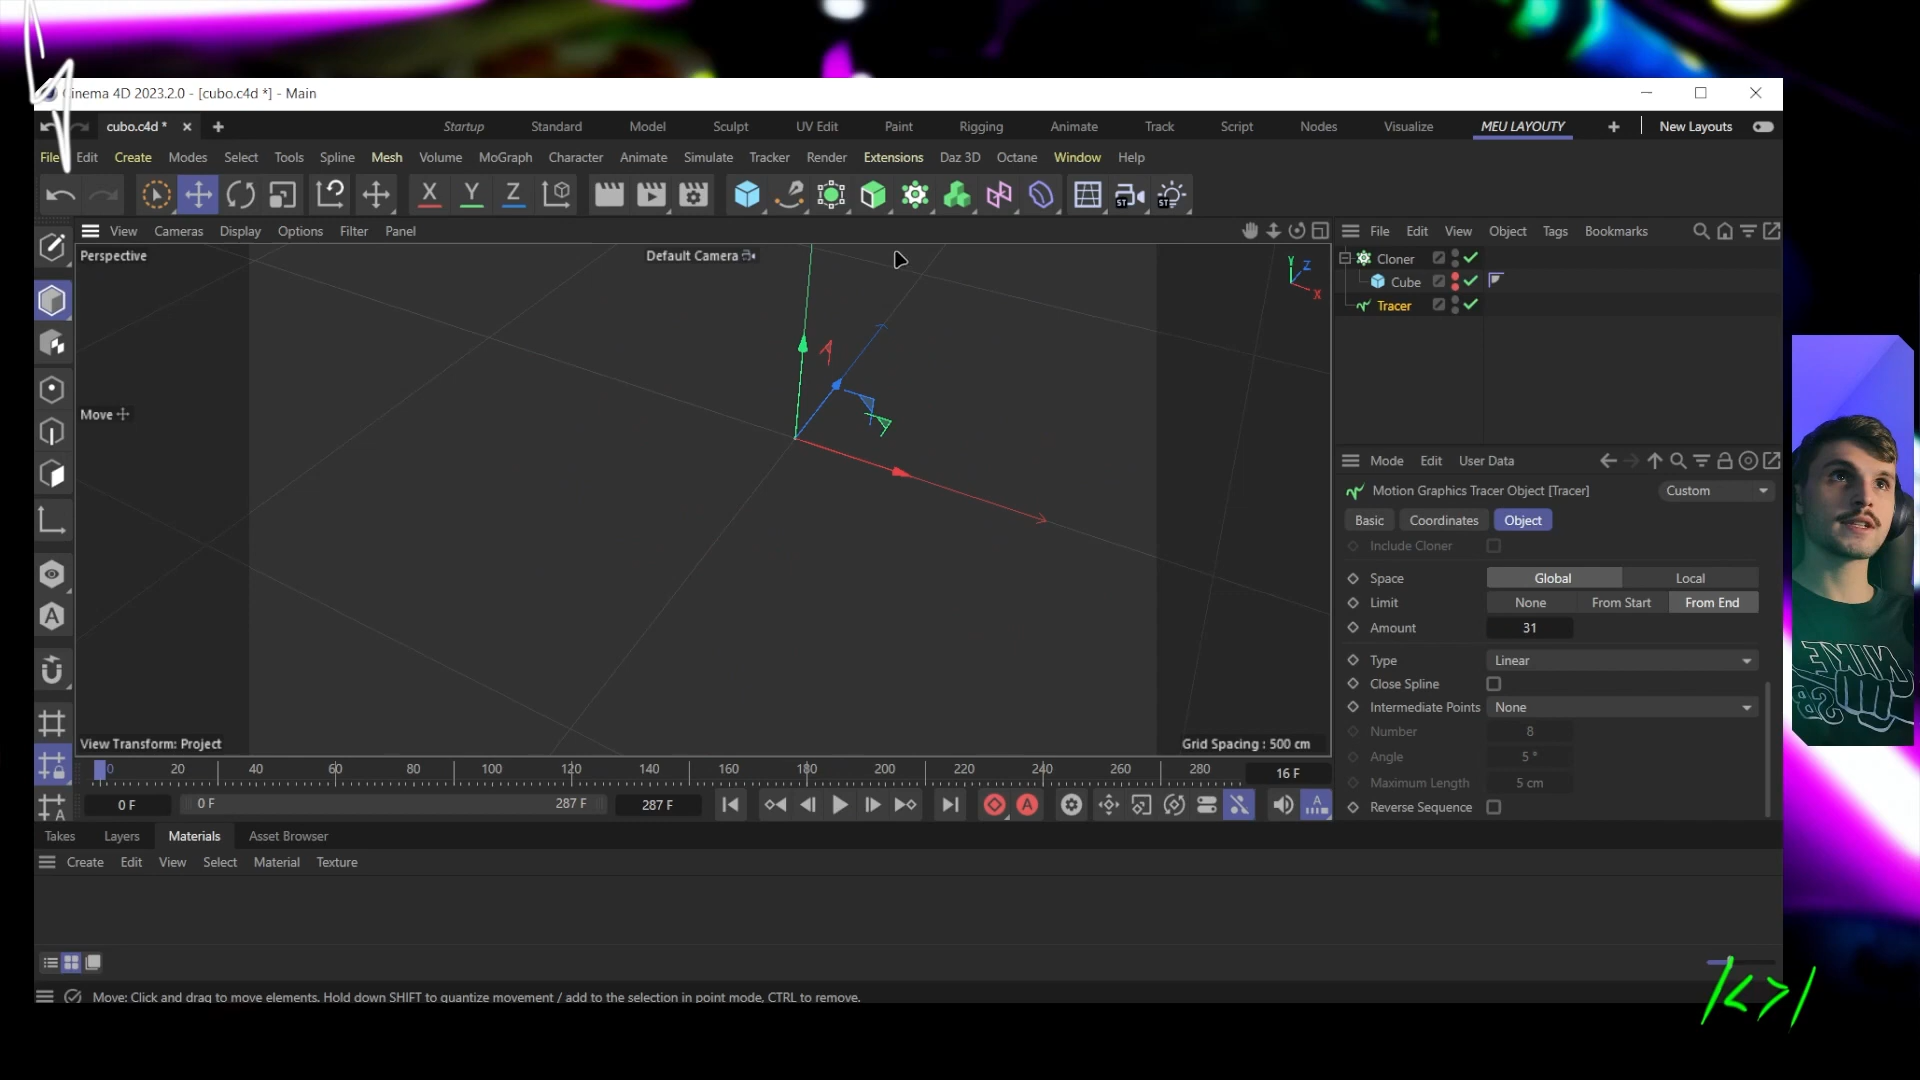 Cinema 4D 2023.2.0 - [cubo.c4d *] - Main
cubo.c4d *
Startup Standard Model Sculpt UV Edit Paint Rigging Animate Track Script Nodes Visualize MEU LAYOUTY New Layouts
File Edit Create Modes Select Tools Spline Mesh Volume MoGraph Character Animate Simulate Tracker Render Extensions Daz 3D Octane Window Help
X Y Z ST ST
View Cameras Display Options Filter Panel
File Edit View Object Tags Bookmarks
Perspective
Default Camera
Y Z X
Cloner
Cube
Tracer
Move
Mode Edit User Data
Motion Graphics Tracer Object [Tracer]
Custom
Basic Coordinates Object
Include Cloner
Space Global Local
Limit None From Start From End
Amount 31
Type Linear
Close Spline
Intermediate Points None
Number 8
Angle 5 °
Maximum Length 5 cm
Reverse Sequence
View Transform: Project
Grid Spacing : 500 cm
0 20 40 60 80 100 120 140 160 180 200 220 240 260 280 16 F
0 F 0 F 287 F 287 F
Takes Layers Materials Asset Browser
Create Edit View Select Material Texture
Move: Click and drag to move elements. Hold down SHIFT to quantize movement / add to the selection in point mode, CTRL to remove.